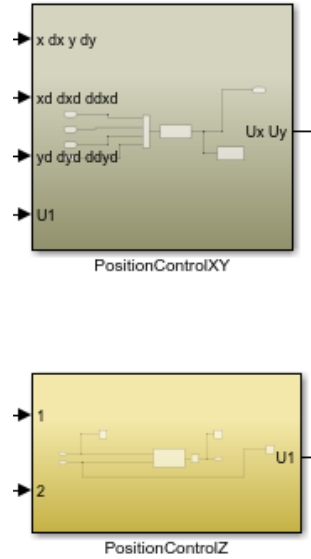 x dx y dy
xd dxd ddxd
Ux Uy
yd dyd ddyd
U1
PositionControlXY
1
U1
2
PositionControlZ